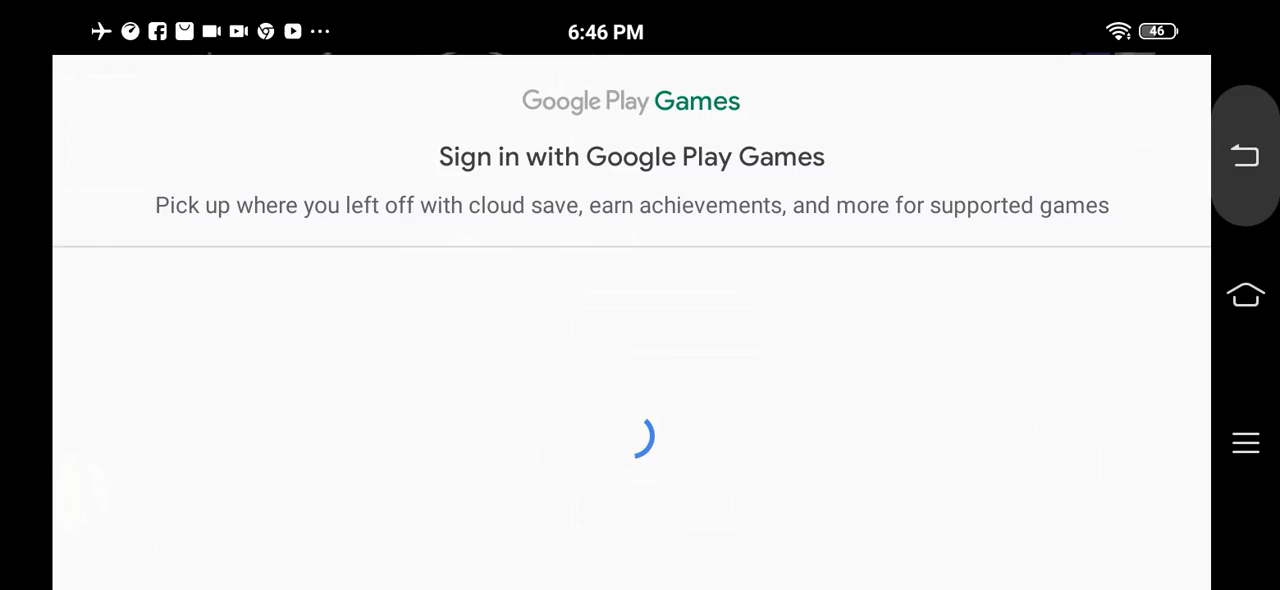 6:46 PM
46
Google Play Games
Sign in with Google Play Games
Pick up where you left off with cloud save, earn achievements, and more for supported games